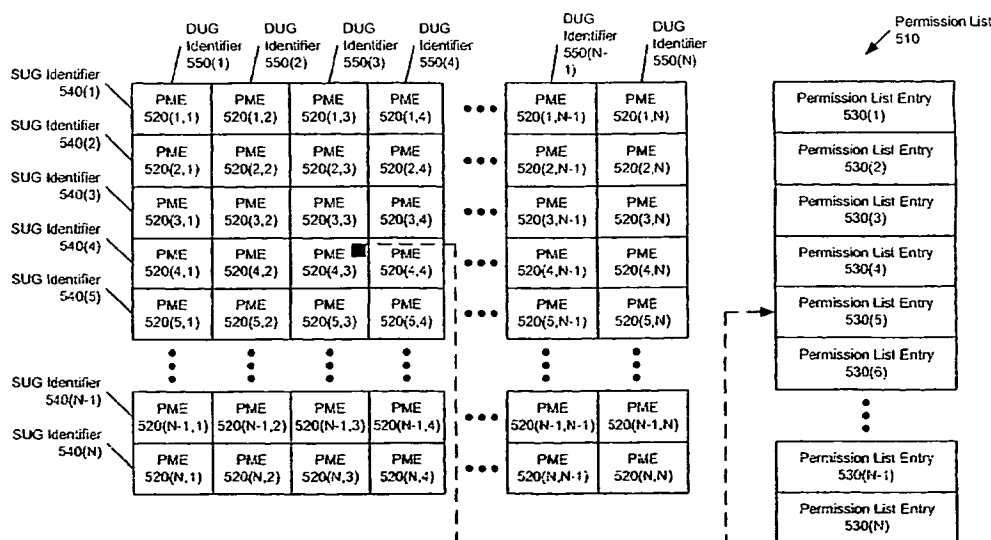 DUG Identifier 550(1)
DUG Identifier 550(2)
DUG Identifier 550(3)
DUG Identifier 550(4)
DUG Identifier 550(N-1)
DUG Identifier 550(N)
Permission List 510
SUG Identifier 540(1)
PME 520(1,1)
PME 520(1,2)
PME 520(1,3)
PME 520(1,4)
PME 520(1,N-1)
PME 520(1,N)
SUG Identifier 540(2)
PME 520(2,1)
PME 520(2,2)
PME 520(2,3)
PME 520(2,4)
PME 520(2,N-1)
PME 520(2,N)
SUG Identifier 540(3)
PME 520(3,1)
PME 520(3,2)
PME 520(3,3)
PME 520(3,4)
PME 520(3,N-1)
PME 520(3,N)
SUG Identifier 540(4)
PME 520(4,1)
PME 520(4,2)
PME 520(4,3)
PME 520(4,4)
PME 520(4,N-1)
PME 520(4,N)
SUG Identifier 540(5)
PME 520(5,1)
PME 520(5,2)
PME 520(5,3)
PME 520(5,4)
PME 520(5,N-1)
PME 520(5,N)
SUG Identifier 540(N-1)
PME 520(N-1,1)
PME 520(N-1,2)
PME 520(N-1,3)
PME 520(N-1,4)
PME 520(N-1,N-1)
PME 520(N-1,N)
SUG Identifier 540(N)
PME 520(N,1)
PME 520(N,2)
PME 520(N,3)
PME 520(N,4)
PME 520(N,N-1)
PME 520(N,N)
Permission List Entry 530(1)
Permission List Entry 530(2)
Permission List Entry 530(3)
Permission List Entry 530(4)
Permission List Entry 530(5)
Permission List Entry 530(6)
Permission List Entry 530(N-1)
Permission List Entry 530(N)